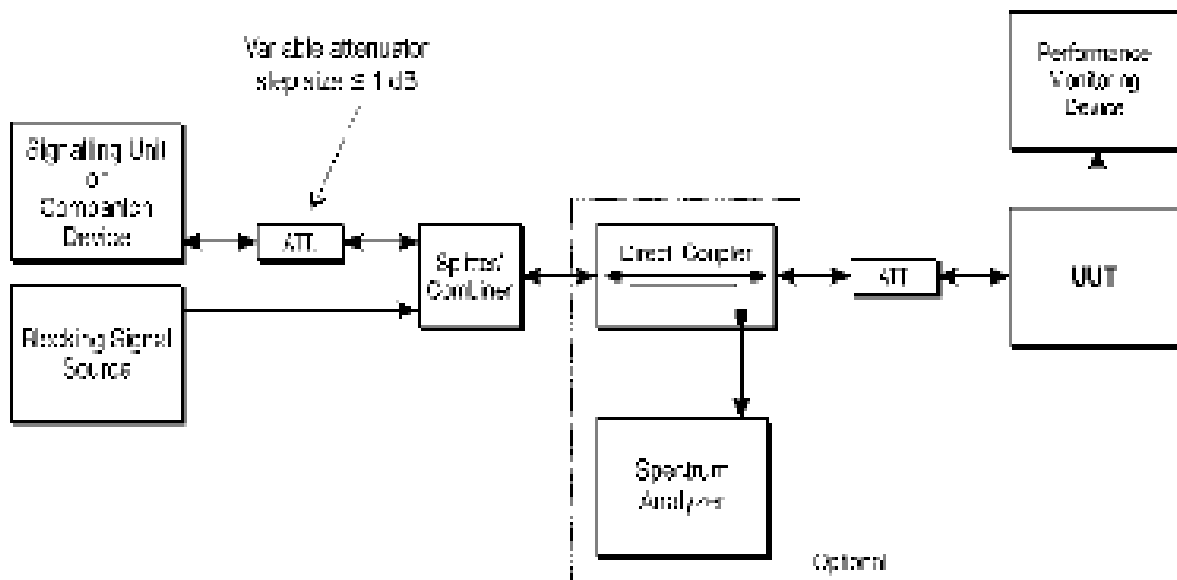 Variable attenuator
step size ≤ 1 dB
Performance
Monitoring
Device
Signalling Unit
or
Companion
Device
ATT.
Splitter/
Combiner
Direct. Coupler
ATT
UUT
Blocking Signal
Source
Spectrum
Analyzer
Optional